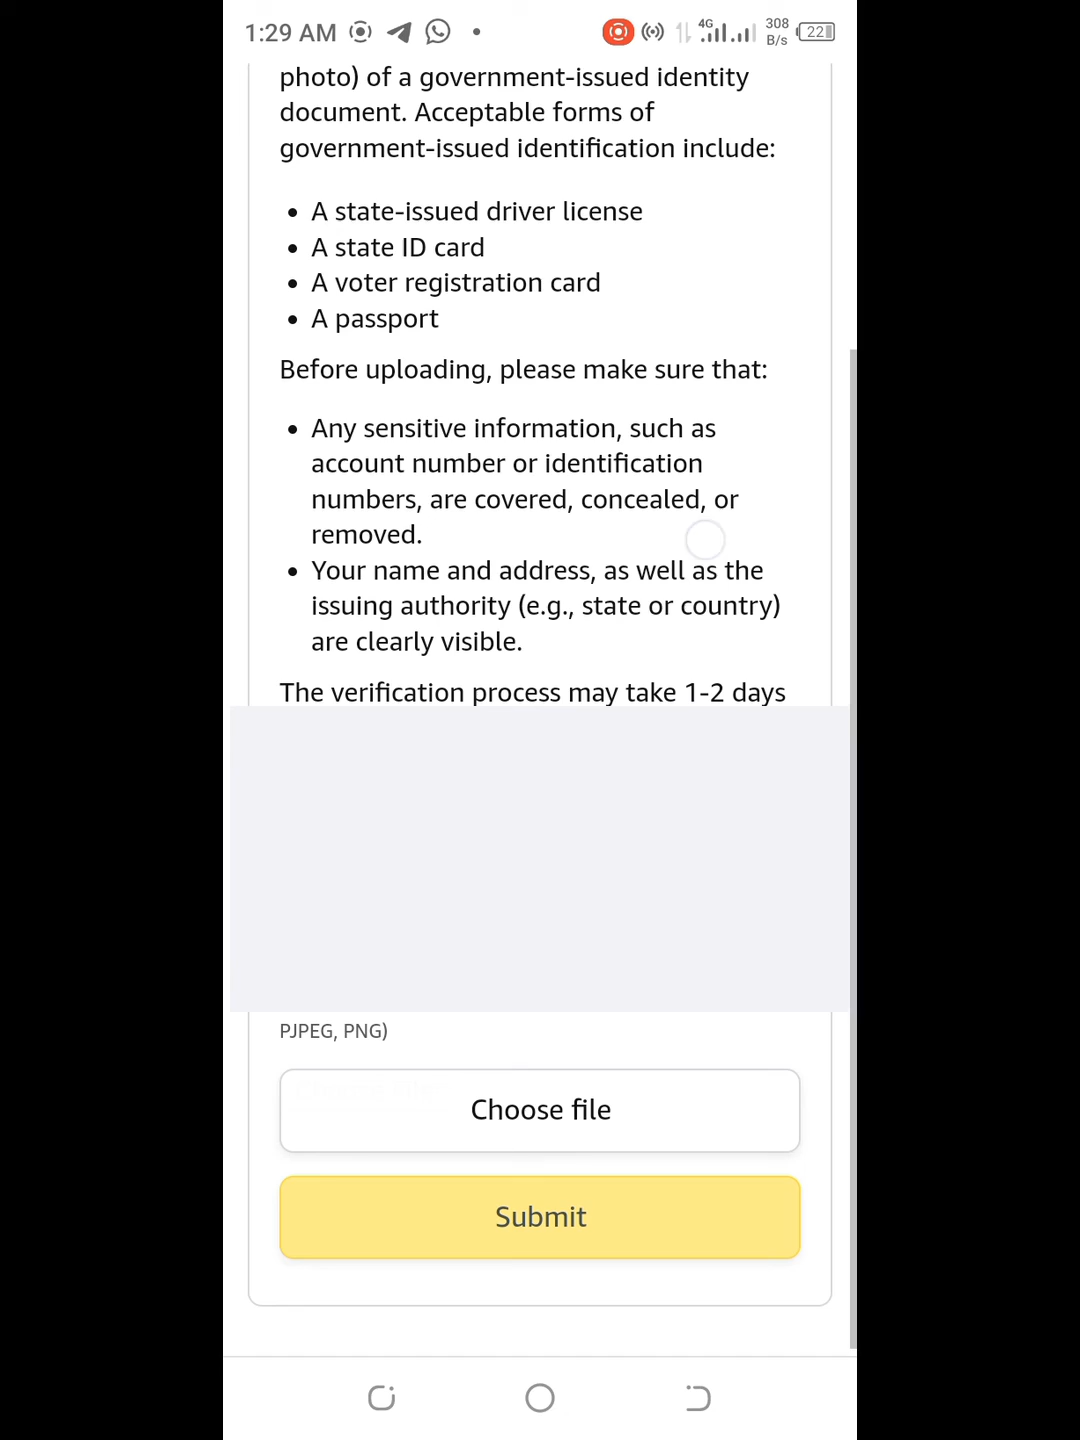 1:29 AM 4G 308 B/s 22
photo) of a government-issued identity
document. Acceptable forms of
government-issued identification include:
• A state-issued driver license
• A state ID card
• A voter registration card
• A passport
Before uploading, please make sure that:
• Any sensitive information, such as
account number or identification
numbers, are covered, concealed, or
removed.
• Your name and address, as well as the
issuing authority (e.g., state or country)
are clearly visible.
The verification process may take 1-2 days
PJPEG, PNG)
Choose file
Submit